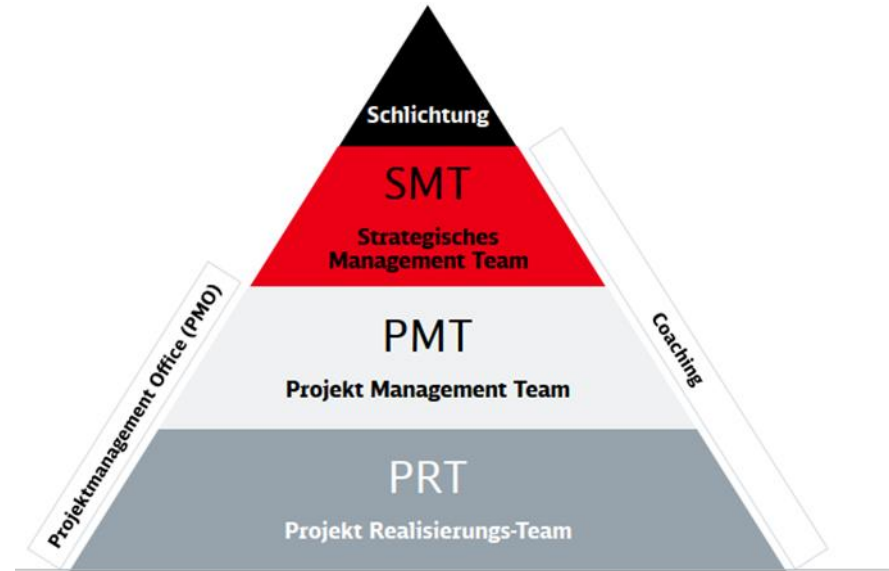 Schlichtung
SMT
Strategisches
Management Team
PMT
Projekt Management Team
PRT
Projekt Realisierungs-Team
Projektmanagement Office (PMO)
Coaching